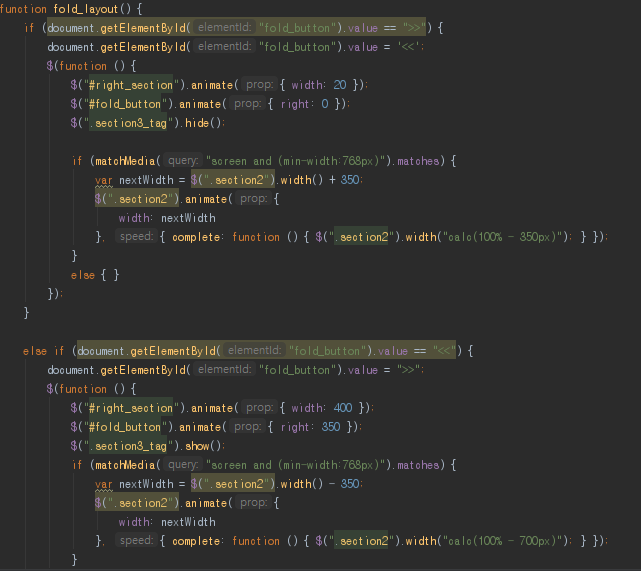 function fold_layout() {
if (document.getElementById( elementId: "fold_button").value == ">>") {
document.getElementById( elementId: "fold_button").value = '<<';
$(function () {
$("#right_section").animate( prop: { width: 20 });
$("#fold_button").animate( prop: { right: 0 });
$(".section3_tag").hide();
if (matchMedia( query: "screen and (min-width:768px)").matches) {
var nextWidth = $(".section2").width() + 350;
$(".section2").animate( prop: {
width: nextWidth
}, speed: { complete: function () { $(".section2").width("calc(100% - 350px)"); } });
}
else { }
});
}
else if (document.getElementById( elementId: "fold_button").value == "<<") {
document.getElementById( elementId: "fold_button").value = ">>";
$(function () {
$("#right_section").animate( prop: { width: 400 });
$("#fold_button").animate( prop: { right: 350 });
$(".section3_tag").show();
if (matchMedia( query: "screen and (min-width:768px)").matches) {
var nextWidth = $(".section2").width() - 350;
$(".section2").animate( prop: {
width: nextWidth
}, speed: { complete: function () { $(".section2").width("calc(100% - 700px)"); } });
}